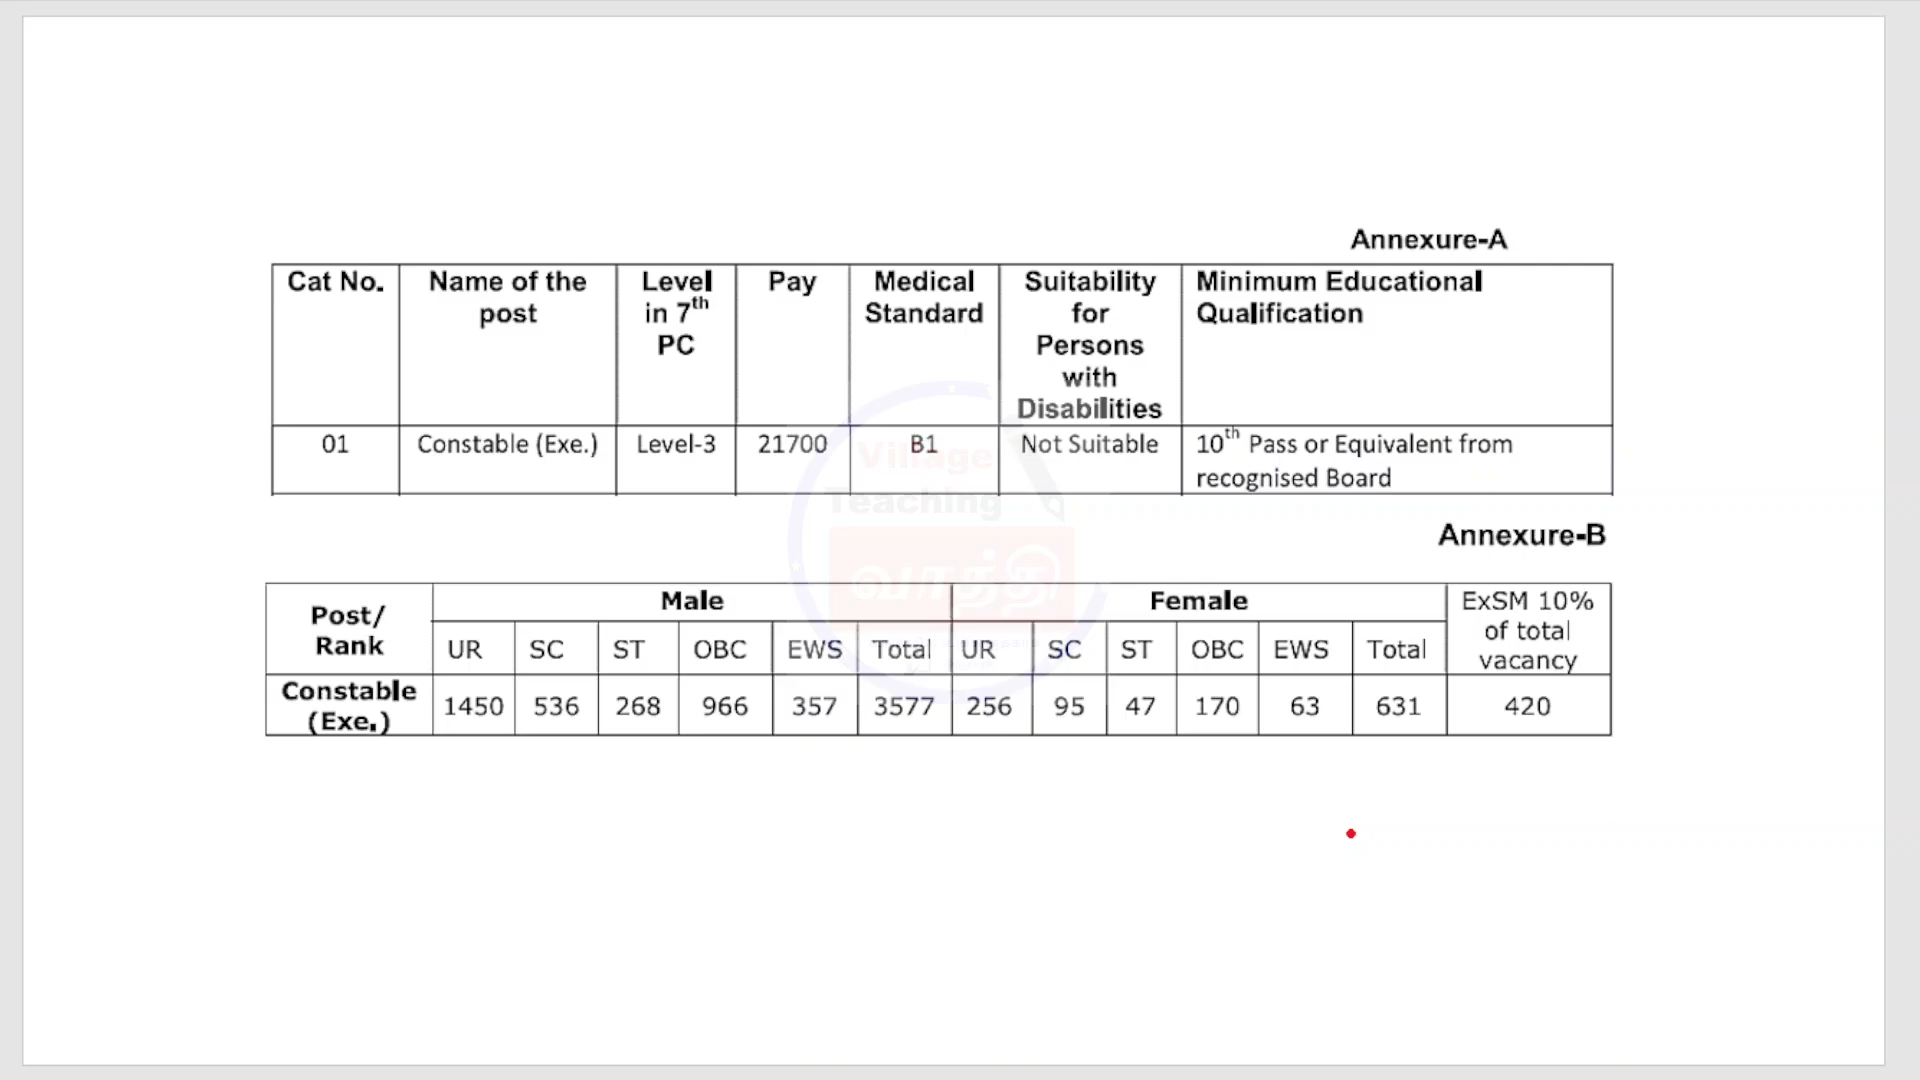 Annexure-A
Cat No. Name of the post Level in 7th PC Pay Medical Standard Suitability for Persons with Disabilities Minimum Educational Qualification
01 Constable (Exe.) Level-3 21700 B1 Not Suitable 10th Pass or Equivalent from recognised Board
Village
Teaching
வாத்தி
Annexure-B
Post/ Rank Male Female ExSM 10% of total vacancy
UR SC ST OBC EWS Total UR SC ST OBC EWS Total
Constable (Exe.) 1450 536 268 966 357 3577 256 95 47 170 63 631 420